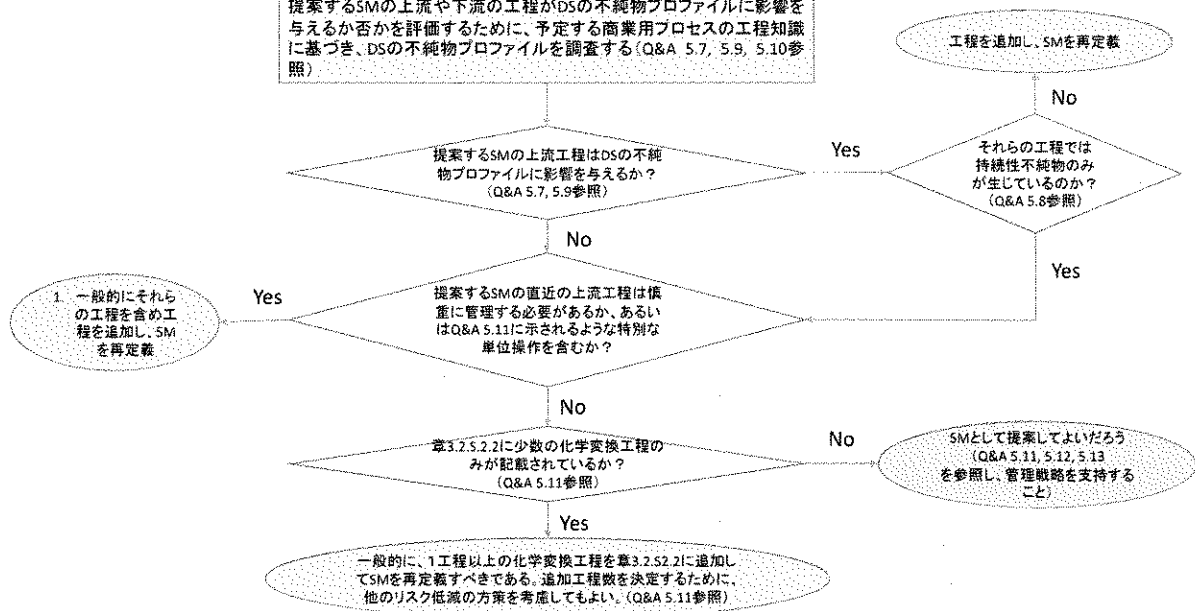 提案するSMの上流や下流の工程がDSの不純物プロファイルに影響を
与えるか否かを評価するために、予定する商業用プロセスの工程知識
に基づき、DSの不純物プロファイルを調査する(Q&A 5.7, 5.9, 5.10参
照)
工程を追加し、SMを再定義
No
提案するSMの上流工程はDSの不純
物プロファイルに影響を与えるか?
(Q&A 5.7, 5.9参照)
Yes
それらの工程では
持続性不純物のみ
が生じているのか?
(Q&A 5.8参照)
No
Yes
提案するSMの直近の上流工程は慎
重に管理する必要があるか、あるい
はQ&A 5.11に示されるような特別な
単位操作を含むか?
Yes
1. 一般的にそれら
の工程を含め工
程を追加し、SM
を再定義
No
章3.2.S.2.2に少数の化学変換工程の
みが記載されているか?
(Q&A 5.11参照)
No
SMとして提案してよいだろう
(Q&A 5.11, 5.12, 5.13
を参照し、管理戦略を支持する
こと)
Yes
一般的に、1工程以上の化学変換工程を章3.2.S2.2に追加し
てSMを再定義すべきである。追加工程数を決定するために、
他のリスク低減の方策を考慮してもよい。(Q&A 5.11参照)